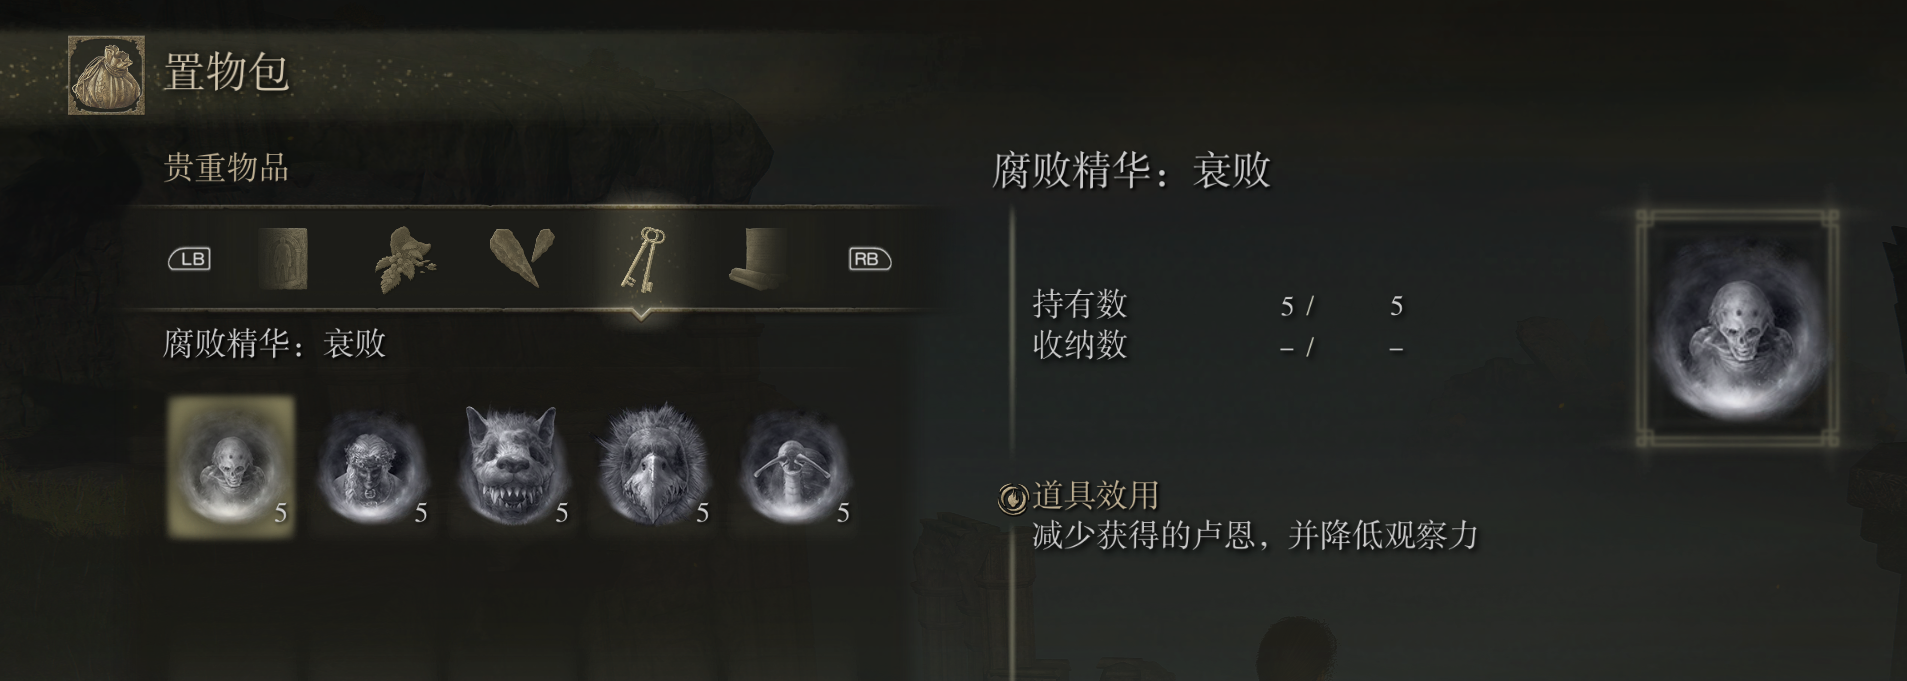 置物包
贵重物品
LB
RB
腐败精华：衰败
5
5
5
5
5
腐败精华：衰败
持有数 5 / 5
收纳数 – / –
道具效用
减少获得的卢恩，并降低观察力